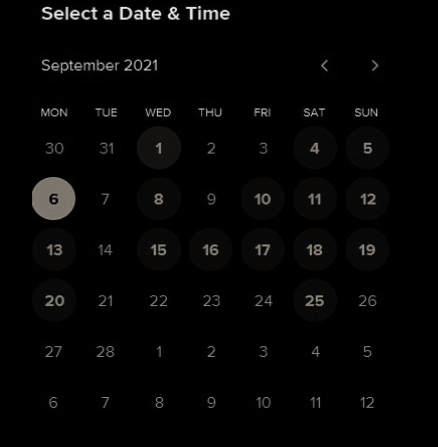 Select a Date & Time
September 2021
MON TUE WED THU FRI SAT SUN
30 31 1 2 3 4 5
6 7 8 9 10 11 12
13 14 15 16 17 18 19
20 21 22 23 24 25 26
27 28 1 2 3 4 5
6 7 8 9 10 11 12